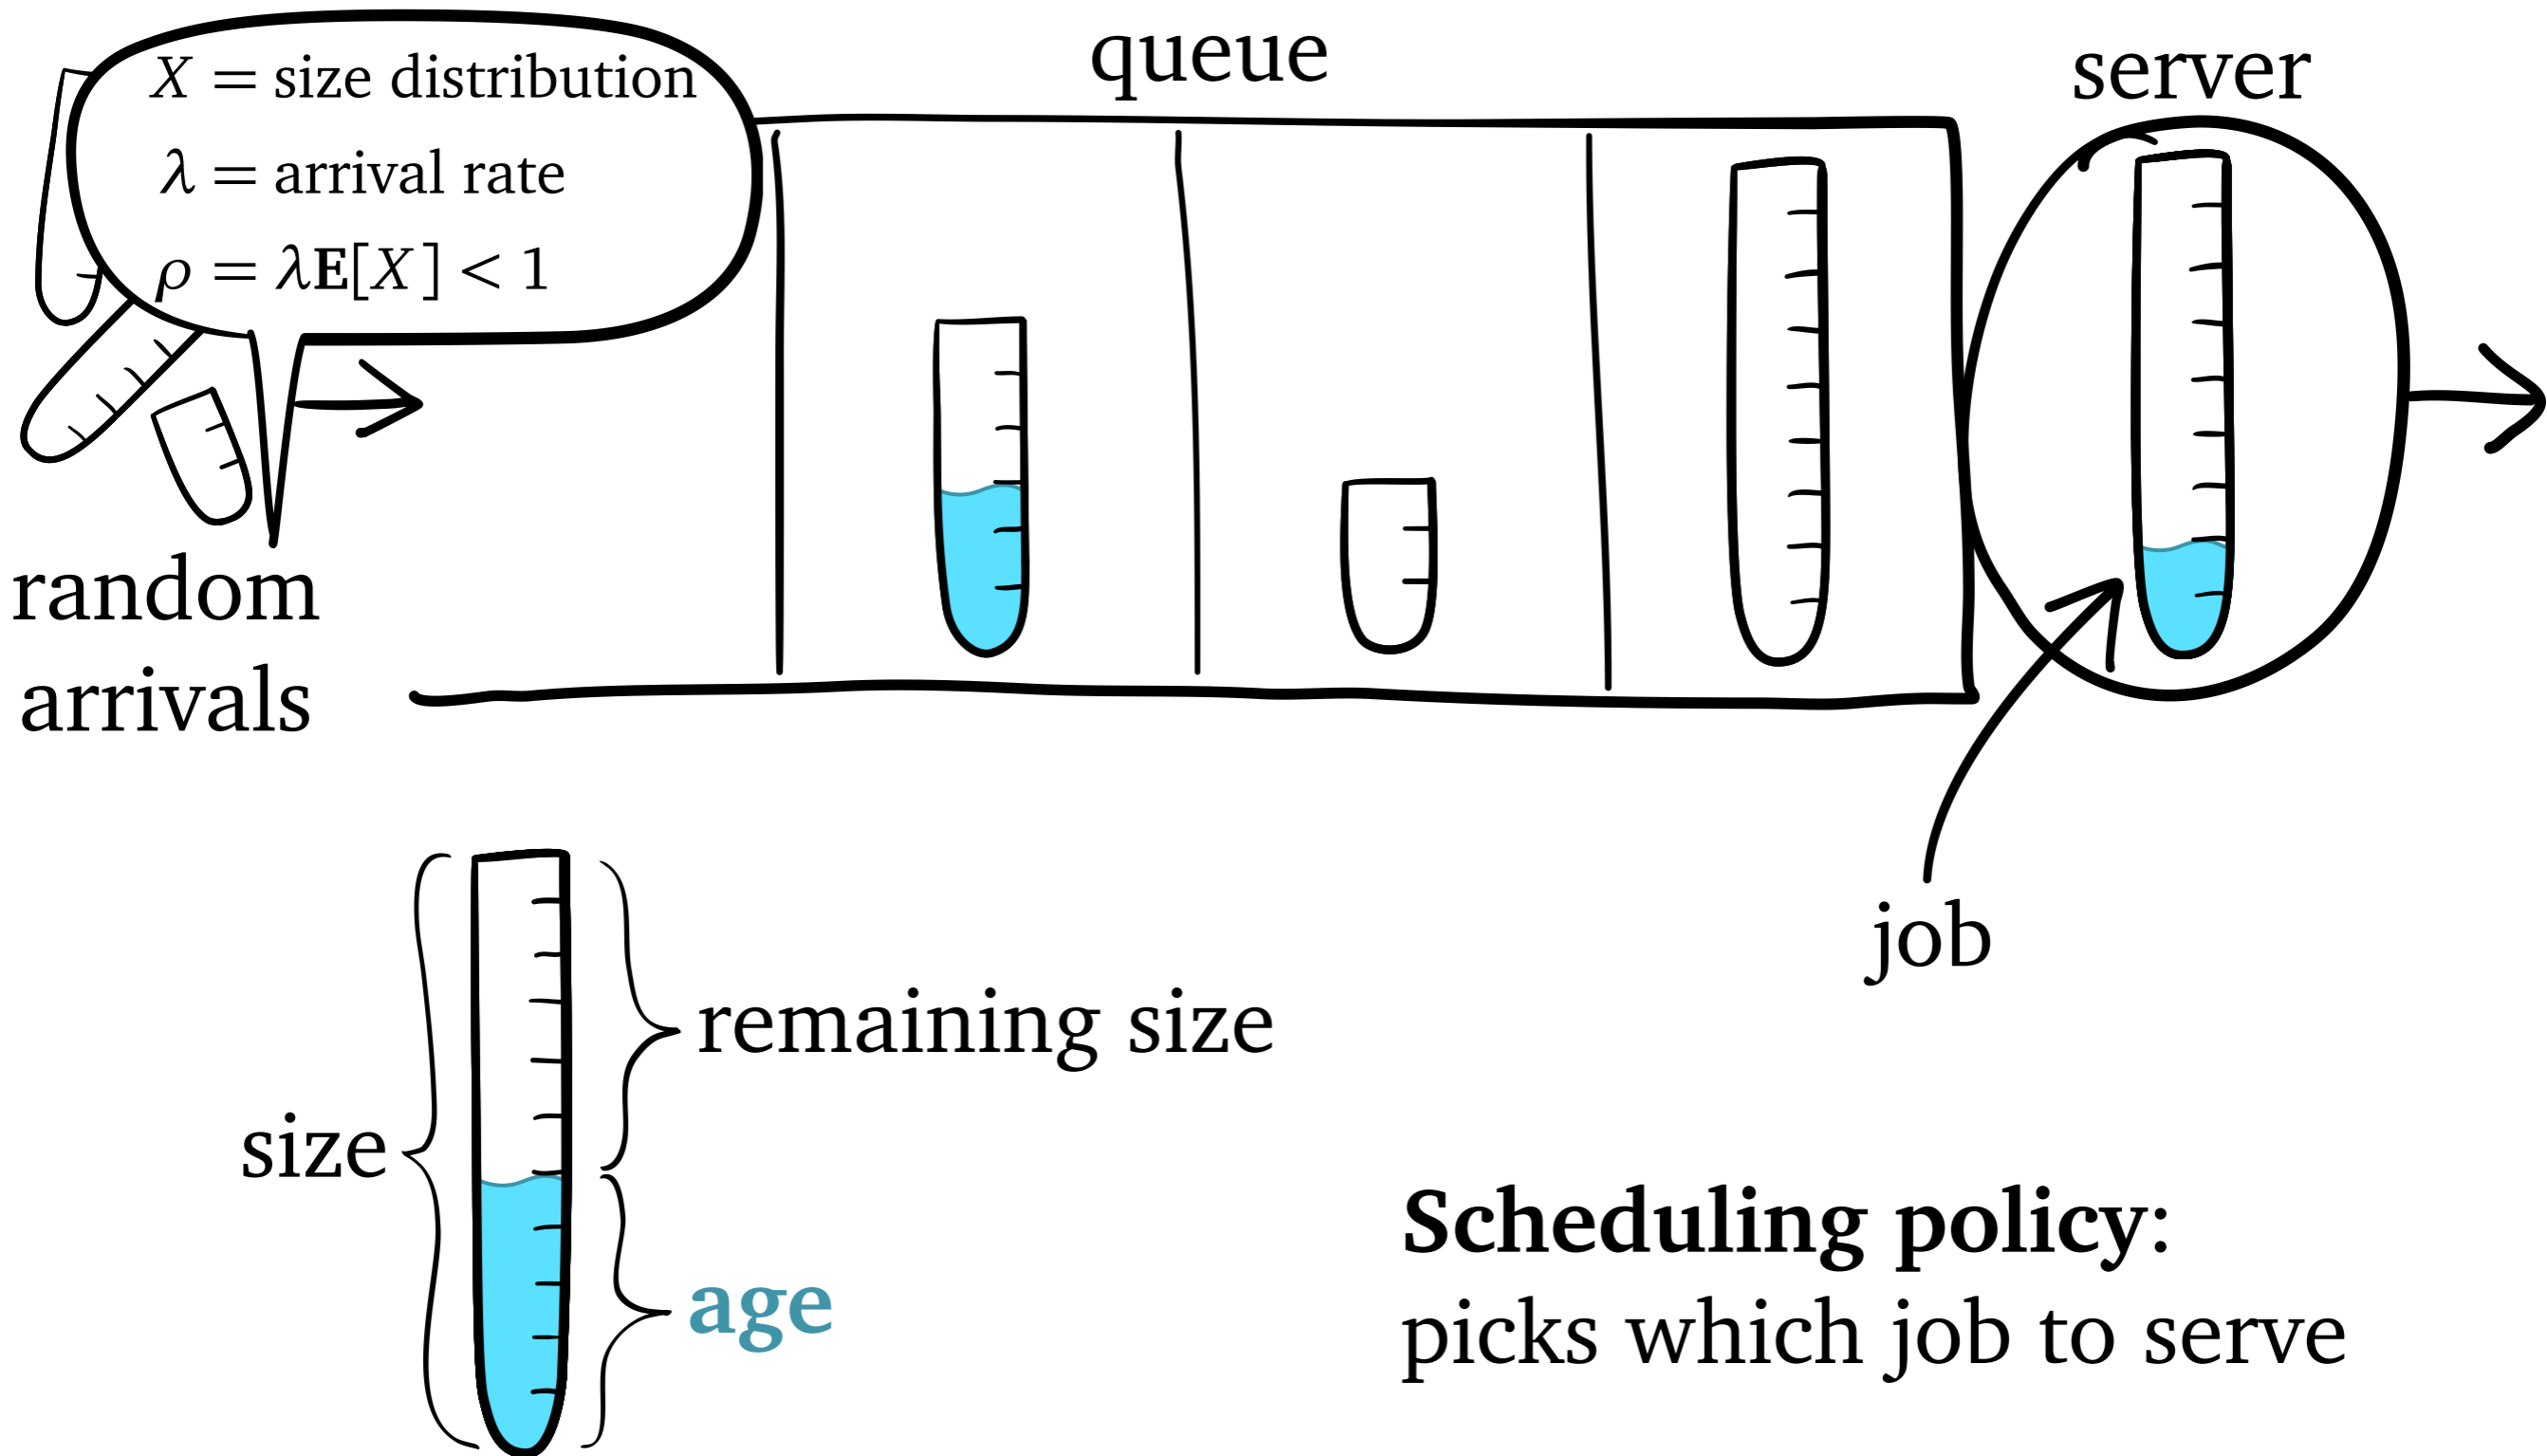 X = size distribution
λ = arrival rate
ρ = λE[X] < 1
queue
server
random
arrivals
job
size
remaining size
age
Scheduling policy:
picks which job to serve